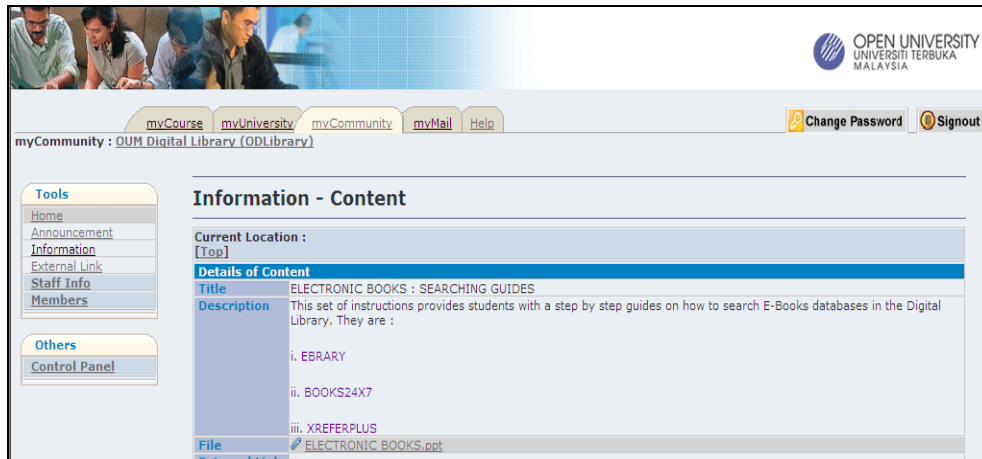 OPEN UNIVERSITY
UNIVERSITI TERBUKA
MALAYSIA
myCourse myUniversity myCommunity myMail Help
Change Password Signout
myCommunity : OUM Digital Library (ODLibrary)
Tools
Home
Announcement
Information
External Link
Staff Info
Members
Others
Control Panel
Information - Content
Current Location :
[Top]
Details of Content
Title ELECTRONIC BOOKS : SEARCHING GUIDES
Description This set of instructions provides students with a step by step guides on how to search E-Books databases in the Digital
Library. They are :
i. EBRARY
ii. BOOKS24X7
iii. XREFERPLUS
File ELECTRONIC BOOKS.ppt